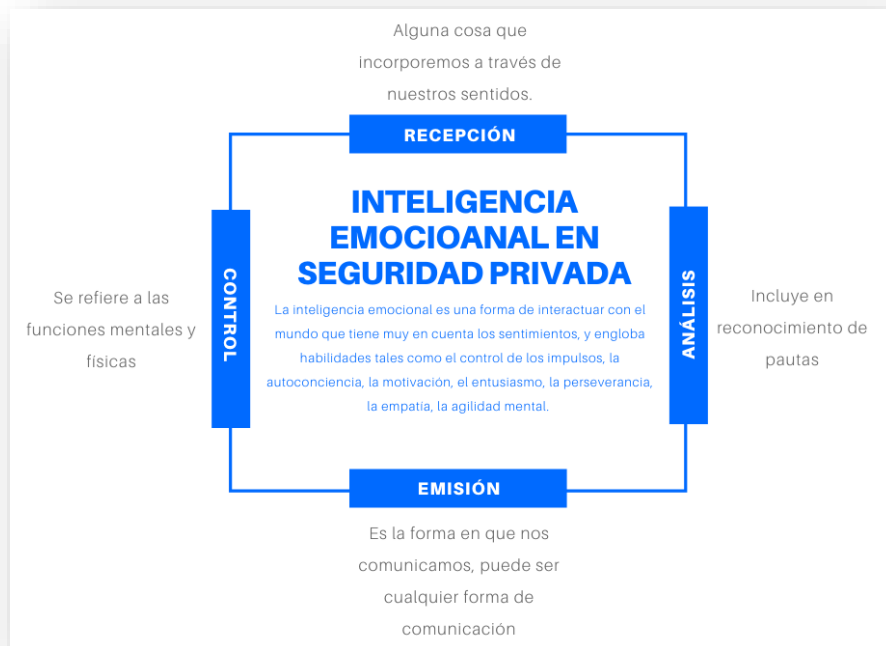 Alguna cosa que
incorporemos a través de
nuestros sentidos.
RECEPCIÓN
INTELIGENCIA
EMOCIOANAL EN
SEGURIDAD PRIVADA
La inteligencia emocional es una forma de interactuar con el
mundo que tiene muy en cuenta los sentimientos, y engloba
habilidades tales como el control de los impulsos, la
autoconciencia, la motivación, el entusiasmo, la perseverancia,
la empatía, la agilidad mental.
CONTROL
Se refiere a las
funciones mentales y
físicas
ANÁLISIS
Incluye en
reconocimiento de
pautas
EMISIÓN
Es la forma en que nos
comunicamos, puede ser
cualquier forma de
comunicación